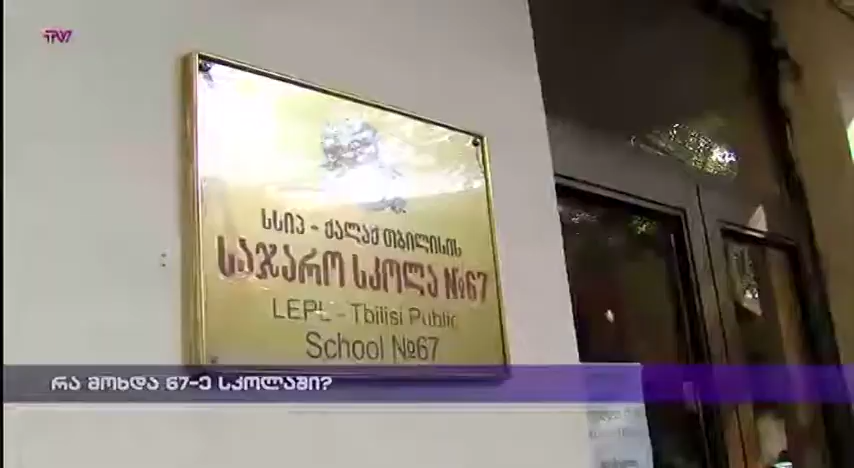 TV7
სსიპ - ქალაქ თბილისის
საჯარო სკოლა №67
LEPL - Tbilisi Public
School №67
რა მოხდა 67-ე სკოლაში?